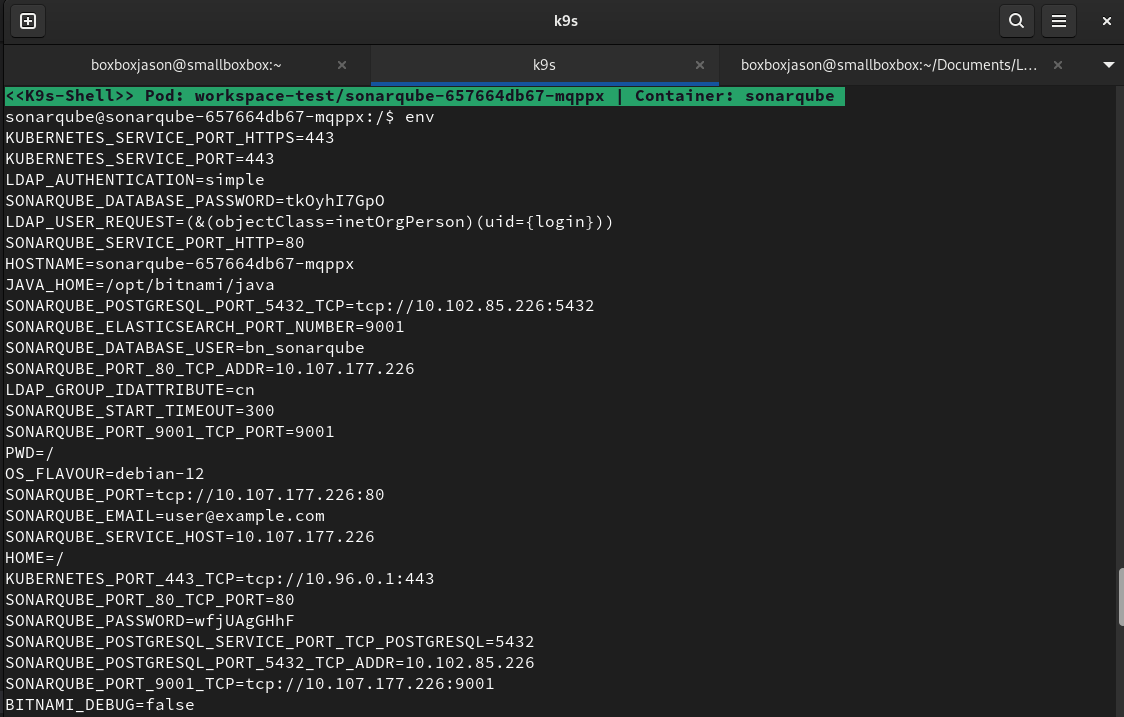 k9s
boxboxjason@smallboxbox:~
k9s
boxboxjason@smallboxbox:~/Documents/L...
<<K9s-Shell>> Pod: workspace-test/sonarqube-657664db67-mqppx | Container: sonarqube
sonarqube@sonarqube-657664db67-mqppx:/$ env
KUBERNETES_SERVICE_PORT_HTTPS=443
KUBERNETES_SERVICE_PORT=443
LDAP_AUTHENTICATION=simple
SONARQUBE_DATABASE_PASSWORD=tkOyhI7GpO
LDAP_USER_REQUEST=(&(objectClass=inetOrgPerson)(uid={login}))
SONARQUBE_SERVICE_PORT_HTTP=80
HOSTNAME=sonarqube-657664db67-mqppx
JAVA_HOME=/opt/bitnami/java
SONARQUBE_POSTGRESQL_PORT_5432_TCP=tcp://10.102.85.226:5432
SONARQUBE_ELASTICSEARCH_PORT_NUMBER=9001
SONARQUBE_DATABASE_USER=bn_sonarqube
SONARQUBE_PORT_80_TCP_ADDR=10.107.177.226
LDAP_GROUP_IDATTRIBUTE=cn
SONARQUBE_START_TIMEOUT=300
SONARQUBE_PORT_9001_TCP_PORT=9001
PWD=/
OS_FLAVOUR=debian-12
SONARQUBE_PORT=tcp://10.107.177.226:80
SONARQUBE_EMAIL=user@example.com
SONARQUBE_SERVICE_HOST=10.107.177.226
HOME=/
KUBERNETES_PORT_443_TCP=tcp://10.96.0.1:443
SONARQUBE_PORT_80_TCP_PORT=80
SONARQUBE_PASSWORD=wfjUAgGHhF
SONARQUBE_POSTGRESQL_SERVICE_PORT_TCP_POSTGRESQL=5432
SONARQUBE_POSTGRESQL_PORT_5432_TCP_ADDR=10.102.85.226
SONARQUBE_PORT_9001_TCP=tcp://10.107.177.226:9001
BITNAMI_DEBUG=false